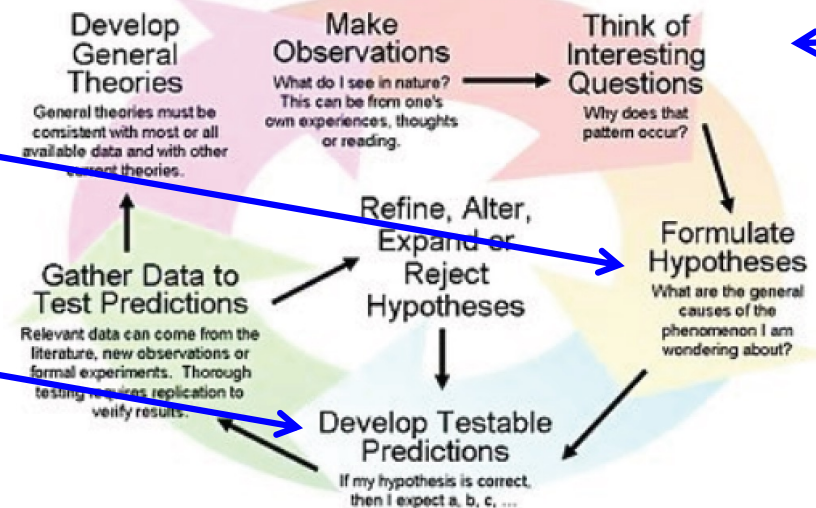 Develop
General
Theories
General theories must be
consistent with most or all
available data and with other
current theories.
Make
Observations
What do I see in nature?
This can be from one's
own experiences, thoughts
or reading.
Think of
Interesting
Questions
Why does that
pattern occur?
Formulate
Hypotheses
What are the general
causes of the
phenomenon I am
wondering about?
Develop Testable
Predictions
If my hypothesis is correct,
then I expect a, b, c, ...
Gather Data to
Test Predictions
Relevant data can come from the
literature, new observations or
formal experiments. Thorough
testing requires replication to
verify results.
Refine, Alter,
Expand or
Reject
Hypotheses